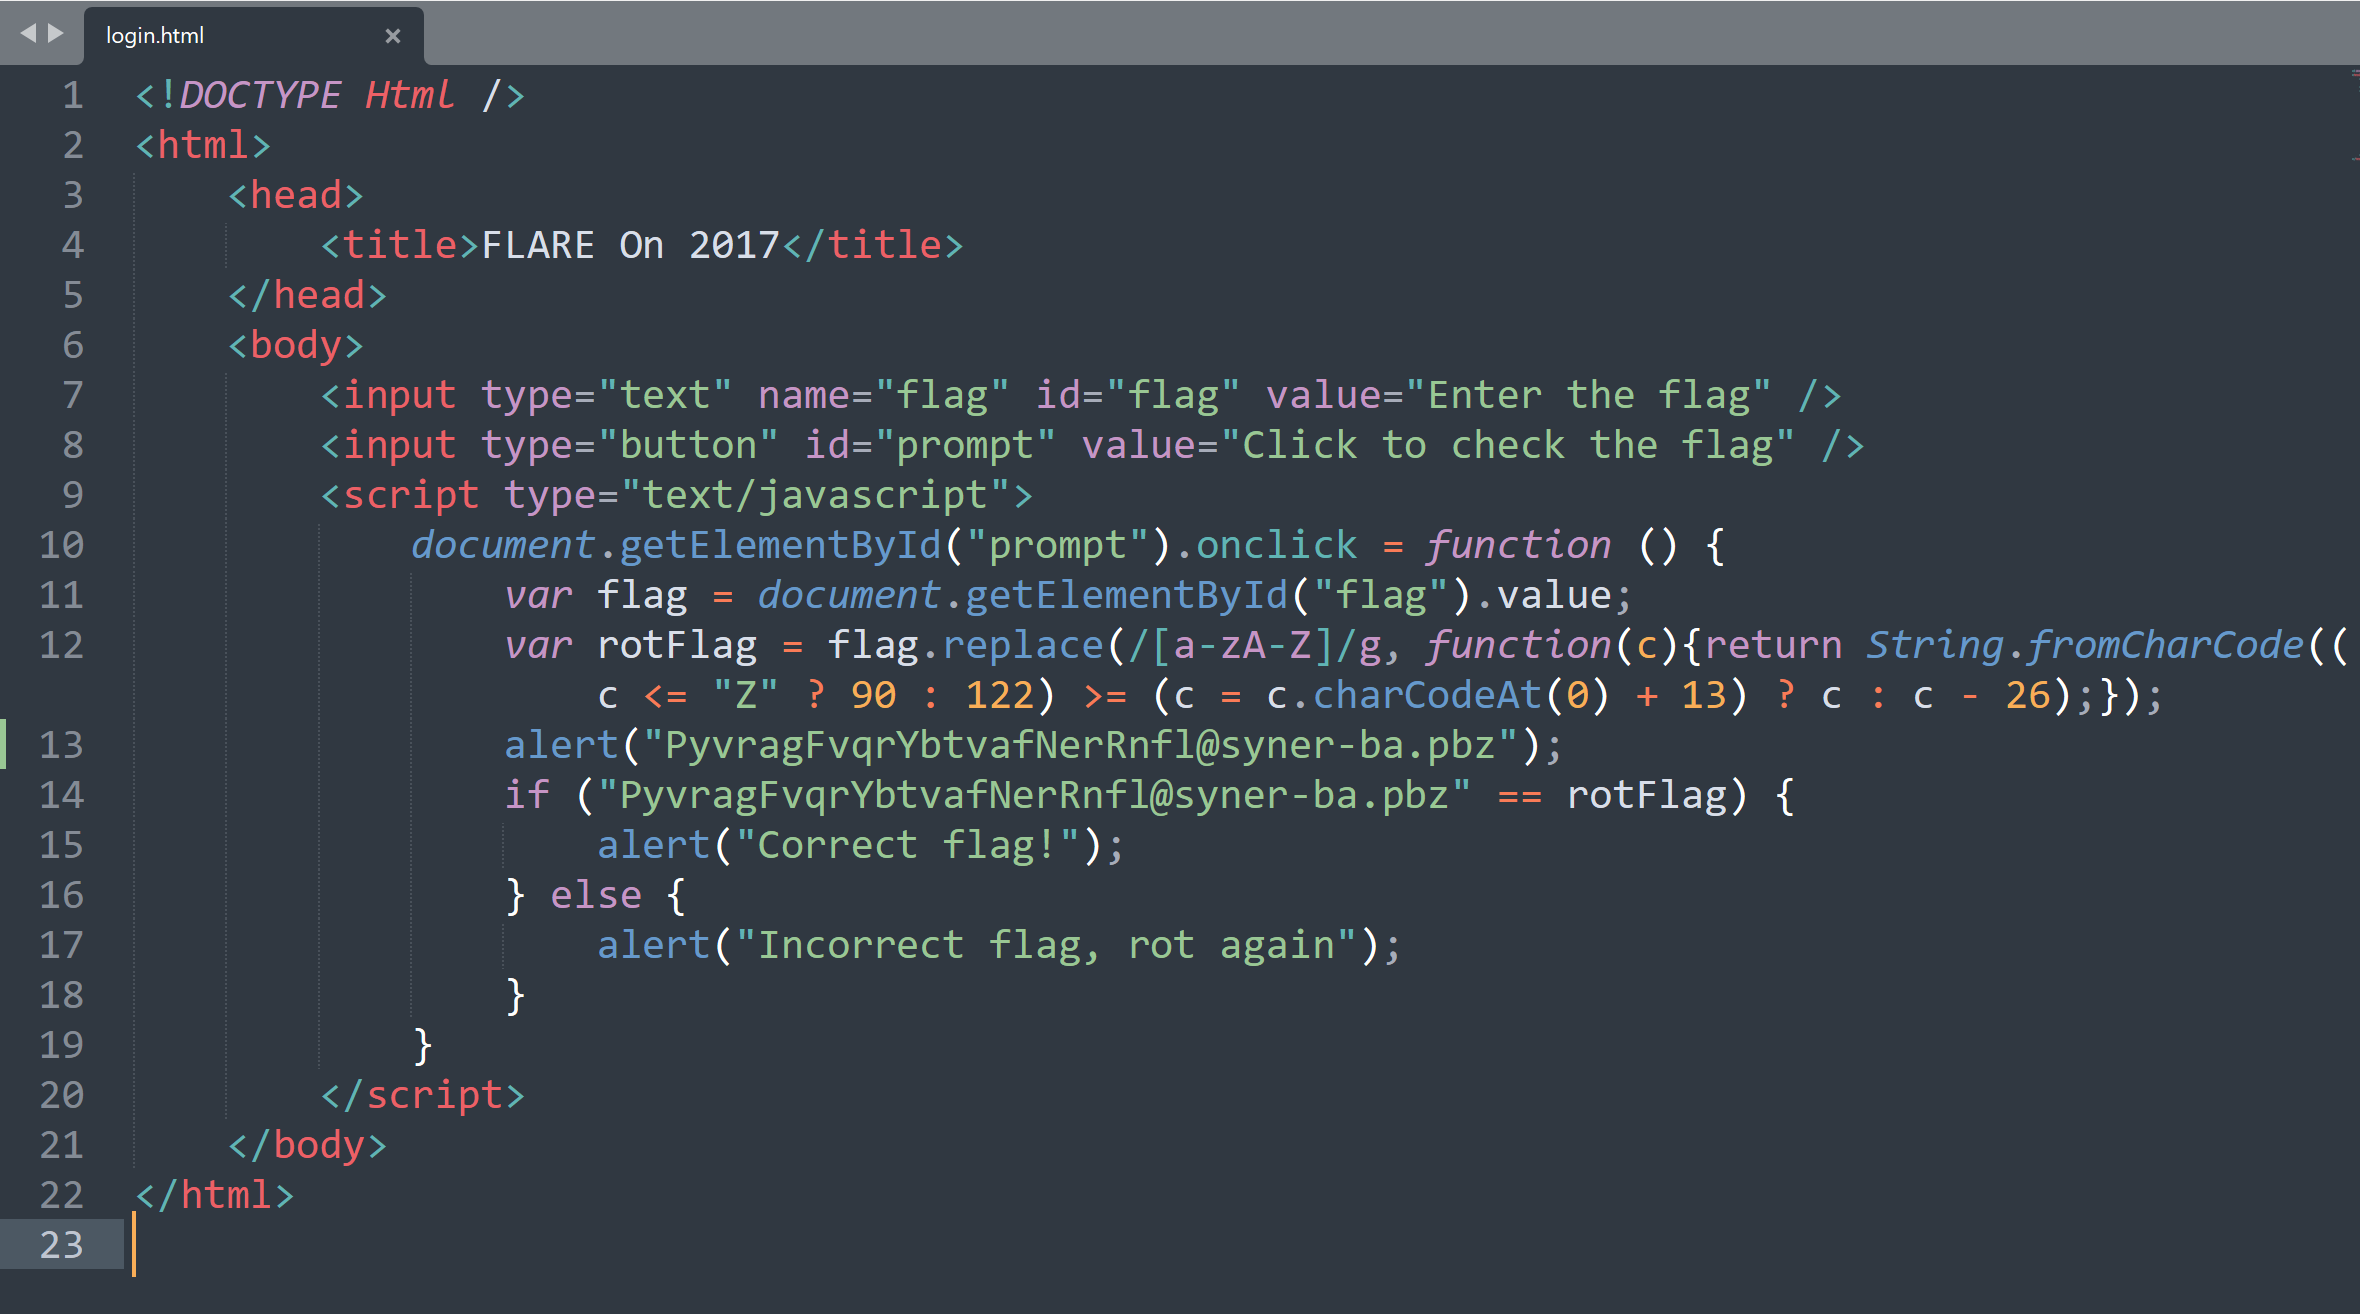 login.html ×
1 <!DOCTYPE Html />
2 <html>
3 <head>
4 <title>FLARE On 2017</title>
5 </head>
6 <body>
7 <input type="text" name="flag" id="flag" value="Enter the flag" />
8 <input type="button" id="prompt" value="Click to check the flag" />
9 <script type="text/javascript">
10 document.getElementById("prompt").onclick = function () {
11 var flag = document.getElementById("flag").value;
12 var rotFlag = flag.replace(/[a-zA-Z]/g, function(c){return String.fromCharCode((
c <= "Z" ? 90 : 122) >= (c = c.charCodeAt(0) + 13) ? c : c - 26);});
13 alert("PyvragFvqrYbtvafNerRnfl@syner-ba.pbz");
14 if ("PyvragFvqrYbtvafNerRnfl@syner-ba.pbz" == rotFlag) {
15 alert("Correct flag!");
16 } else {
17 alert("Incorrect flag, rot again");
18 }
19 }
20 </script>
21 </body>
22 </html>
23